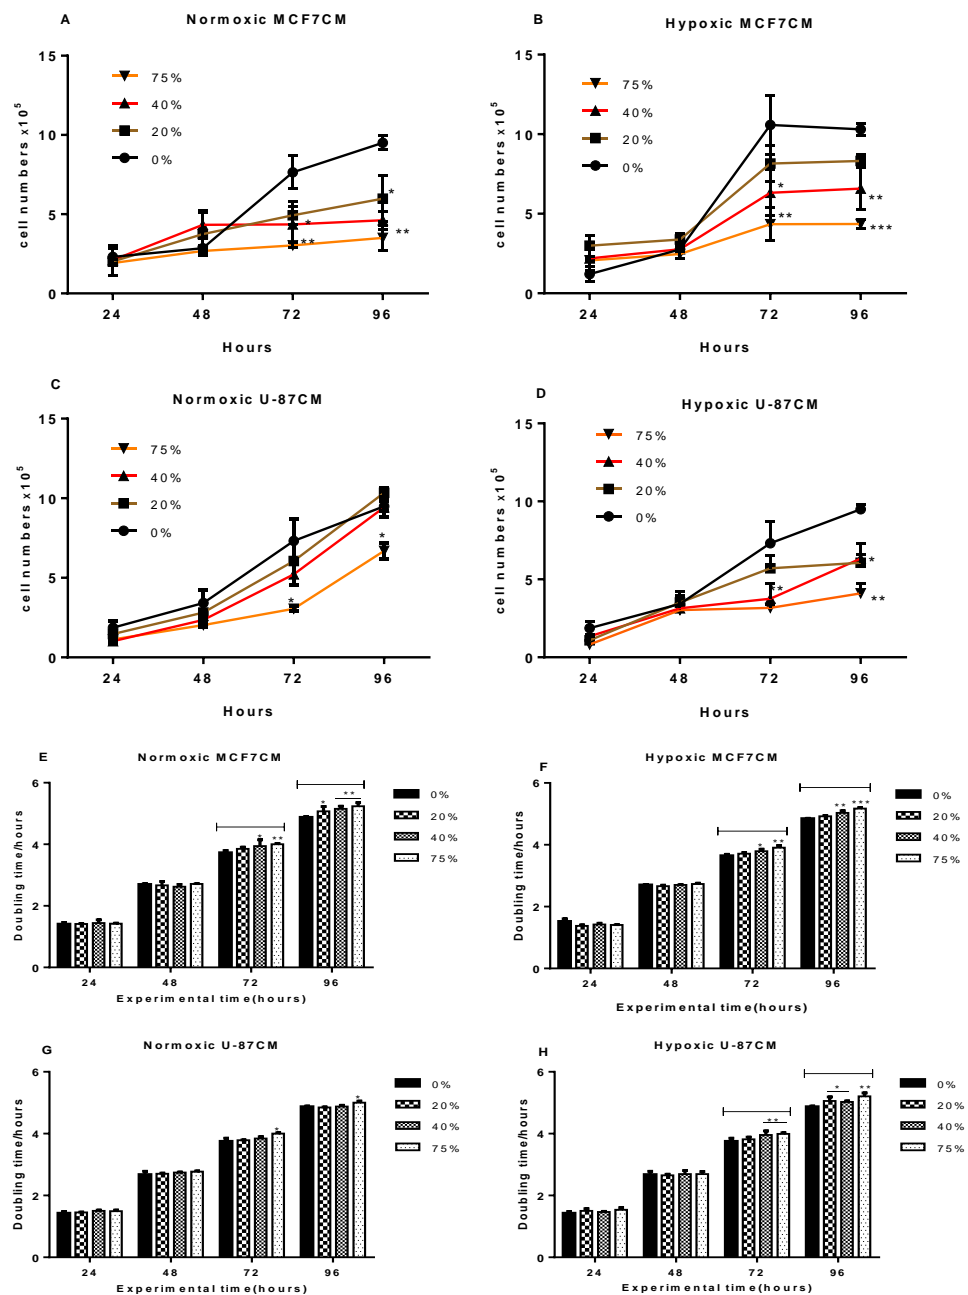 A
Normoxic MCF7CM
15
10
5
0
cell numbers x10⁵
75%
40%
20%
0%
*
*
**
**
24 48 72 96
Hours
B
Hypoxic MCF7CM
15
10
5
0
cell numbers x10⁵
75%
40%
20%
0%
*
**
**
***
24 48 72 96
Hours
C
Normoxic U-87CM
15
10
5
0
cell numbers x10⁵
75%
40%
20%
0%
*
*
24 48 72 96
Hours
D
Hypoxic U-87CM
15
10
5
0
cell numbers x10⁵
75%
40%
20%
0%
**
*
**
24 48 72 96
Hours
E
Normoxic MCF7CM
6
4
2
0
Doubling time/hours
* **
* **
0%
20%
40%
75%
24 48 72 96
Experimental time(hours)
F
Hypoxic MCF7CM
6
4
2
0
Doubling time/hours
* **
** ***
0%
20%
40%
75%
24 48 72 96
Experimental time(hours)
G
Normoxic U-87CM
6
4
2
0
Doubling time/hours
*
*
0%
20%
40%
75%
24 48 72 96
Experimental time(hours)
H
Hypoxic U-87CM
6
4
2
0
Doubling time/hours
**
* **
0%
20%
40%
75%
24 48 72 96
Experimental time(hours)